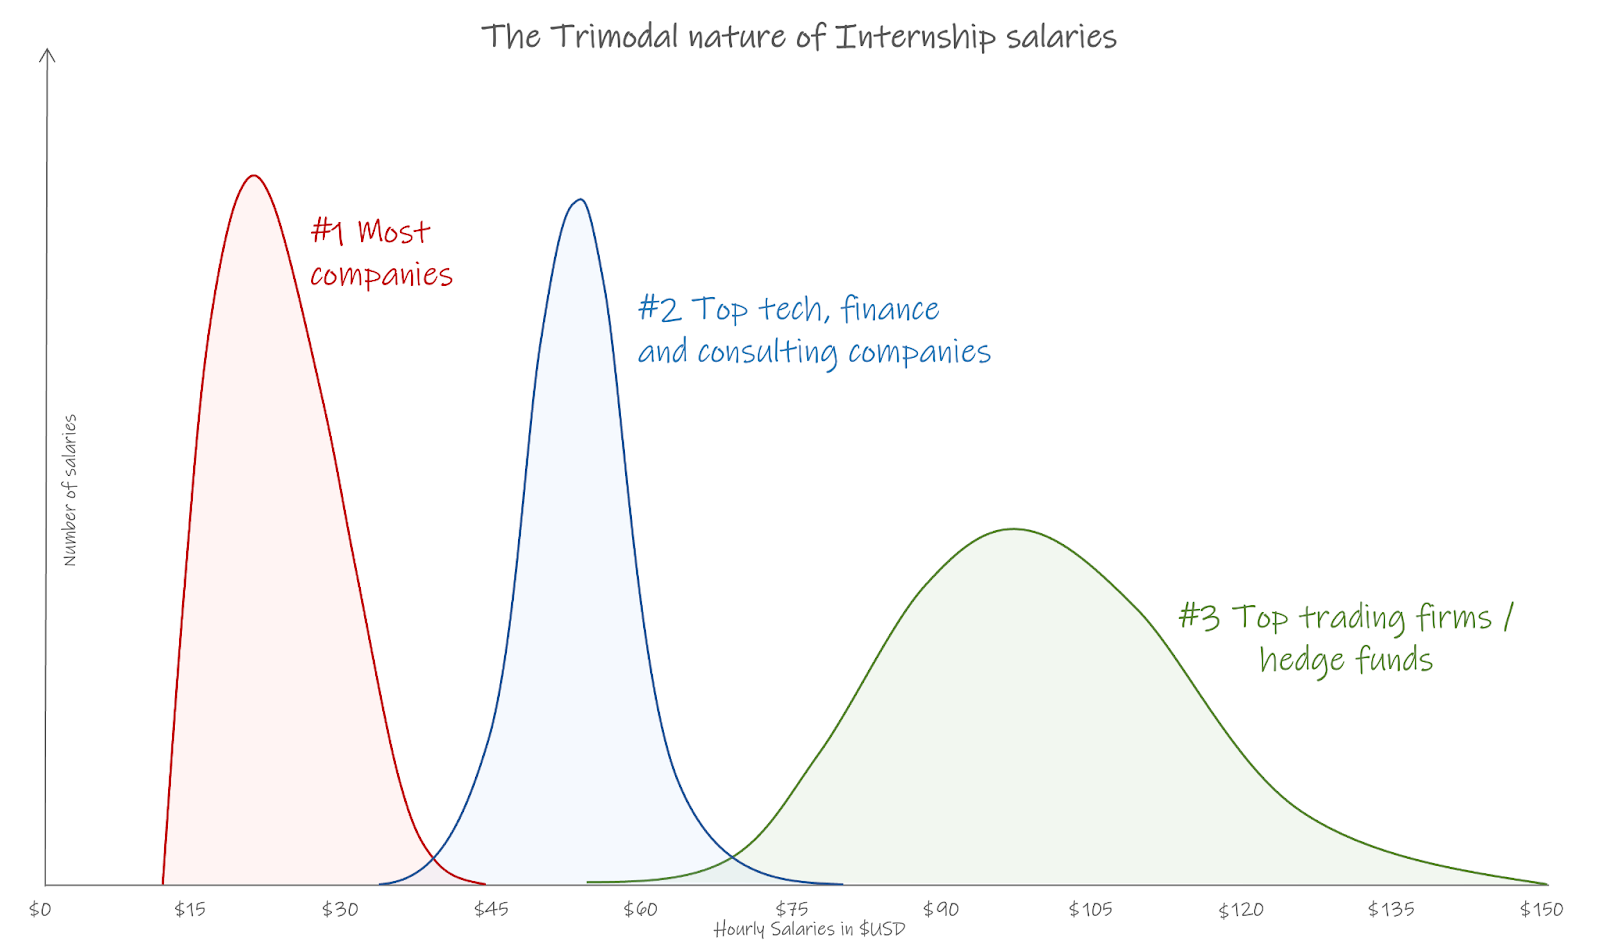 The Trimodal nature of Internship salaries
#1 Most
companies
#2 Top tech, finance
and consulting companies
Number of salaries
#3 Top trading firms /
hedge funds
$0 $15 $30 $45 $60 $75 $90 $105 $120 $135 $150
Hourly Salaries in $USD